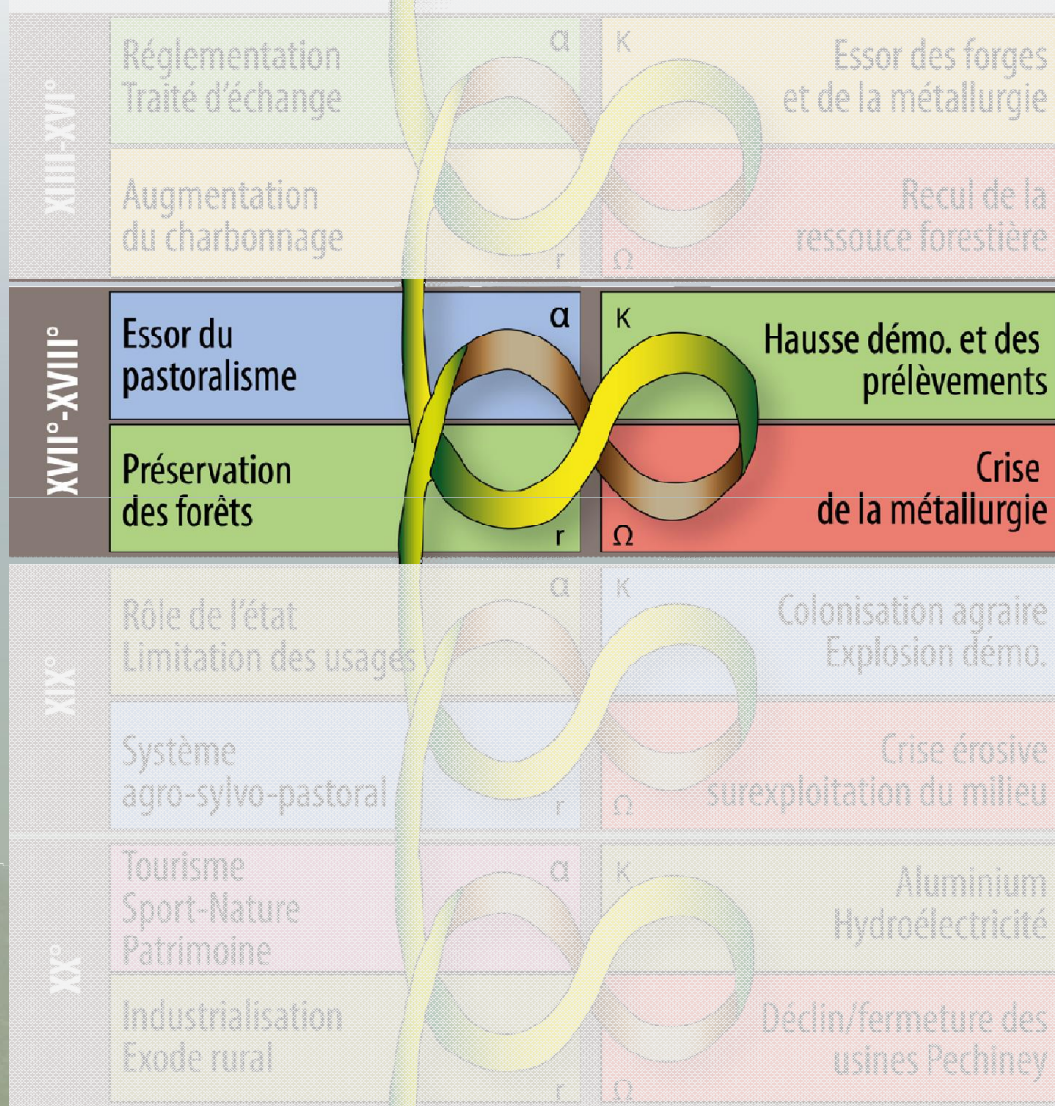 XIIII-XVI°
Réglementation
Traité d'échange
α
K
Essor des forges
et de la métallurgie
Augmentation
du charbonnage
r
Ω
Recul de la
ressouce forestière
XVII°-XVIII°
Essor du
pastoralisme
α
K
Hausse démo. et des
prélèvements
Préservation
des forêts
r
Ω
Crise
de la métallurgie
XIX°
Rôle de l'état
Limitation des usages
α
K
Colonisation agraire
Explosion démo.
Système
agro-sylvo-pastoral
r
Ω
Crise érosive
surexploitation du milieu
XX°
Tourisme
Sport-Nature
Patrimoine
α
K
Aluminium
Hydroélectricité
Industrialisation
Exode rural
r
Ω
Déclin/fermeture des
usines Pechiney